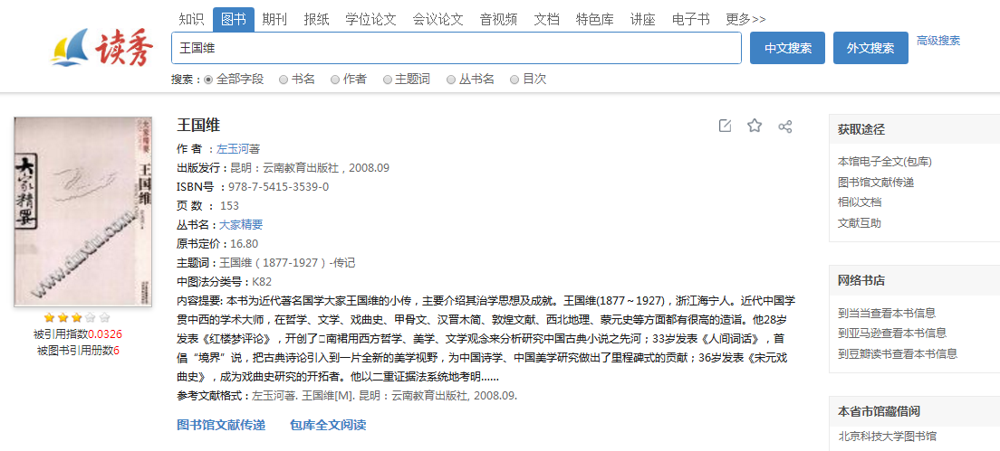 知识 图书 期刊 报纸 学位论文 会议论文 音视频 文档 特色库 讲座 电子书 更多>>
读秀
王国维
中文搜索
外文搜索
高级搜索
搜索： 全部字段 书名 作者 主题词 丛书名 目次
大家精要
王国维
www.duxiu.com
被引用指数0.0326
被图书引用册数6
王国维
作 者 ：左玉河著
出版发行：昆明：云南教育出版社 , 2008.09
ISBN号 ：978-7-5415-3539-0
页 数 ： 153
丛书名：大家精要
原书定价：16.80
主题词：王国维（1877-1927）-传记
中图法分类号：K82
内容提要: 本书为近代著名国学大家王国维的小传，主要介绍其治学思想及成就。王国维(1877～1927)，浙江海宁人。近代中国学
贯中西的学术大师，在哲学、文学、戏曲史、甲骨文、汉晋木简、敦煌文献、西北地理、蒙元史等方面都有很高的造诣。他28岁
发表《红楼梦评论》，开创了□南裙用西方哲学、美学、文学观念来分析研究中国古典小说之先河；33岁发表《人间词话》，首
倡“境界”说，把古典诗论引入到一片全新的美学视野，为中国诗学、中国美学研究做出了里程碑式的贡献；36岁发表《宋元戏
曲史》，成为戏曲史研究的开拓者。他以二重证据法系统地考明......
参考文献格式：左玉河著. 王国维[M]. 昆明：云南教育出版社, 2008.09.
图书馆文献传递 包库全文阅读
获取途径
本馆电子全文(包库)
图书馆文献传递
相似文档
文献互助
网络书店
到当当查看本书信息
到亚马逊查看本书信息
到豆瓣读书查看本书信息
本省市馆藏借阅
北京科技大学图书馆